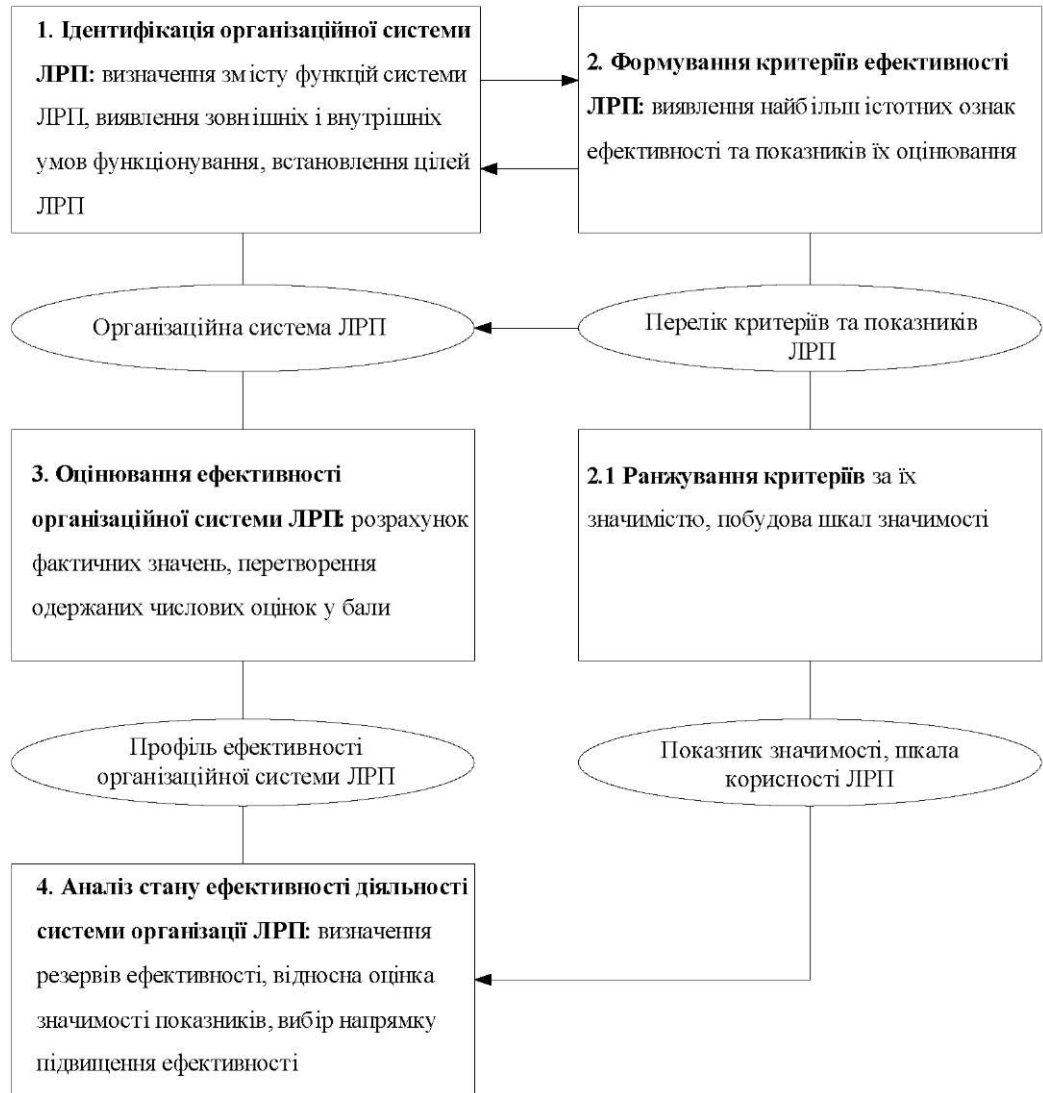 1. Ідентифікація організаційної системи
ЛРП: визначення змісту функцій системи
ЛРП, виявлення зовнішніх і внутрішніх
умов функціонування, встановлення цілей
ЛРП
2. Формування критеріїв ефективності
ЛРП: виявлення найбільш істотних ознак
ефективності та показників їх оцінювання
Організаційна система ЛРП
Перелік критеріїв та показників
ЛРП
3. Оцінювання ефективності
організаційної системи ЛРП: розрахунок
фактичних значень, перетворення
одержаних числових оцінок у бали
2.1 Ранжування критеріїв за їх
значимістю, побудова шкал значимості
Профіль ефективності
організаційної системи ЛРП
Показник значимості, шкала
корисності ЛРП
4. Аналіз стану ефективності діяльності
системи організації ЛРП: визначення
резервів ефективності, відносна оцінка
значимості показників, вибір напрямку
підвищення ефективності